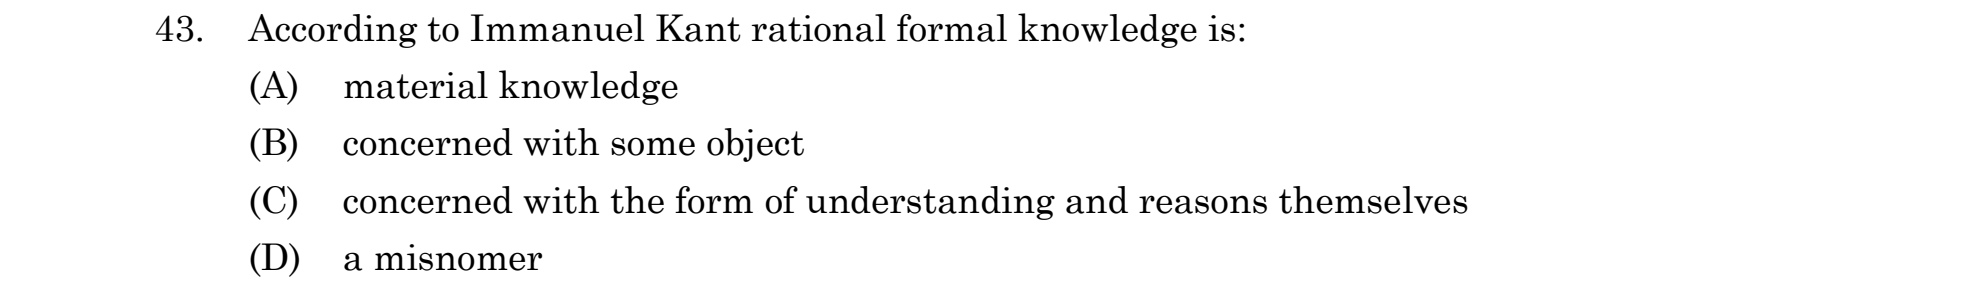 43. According to Immanuel Kant rational formal knowledge is:
(A) material knowledge
(B) concerned with some object
(C) concerned with the form of understanding and reasons themselves
(D) a misnomer